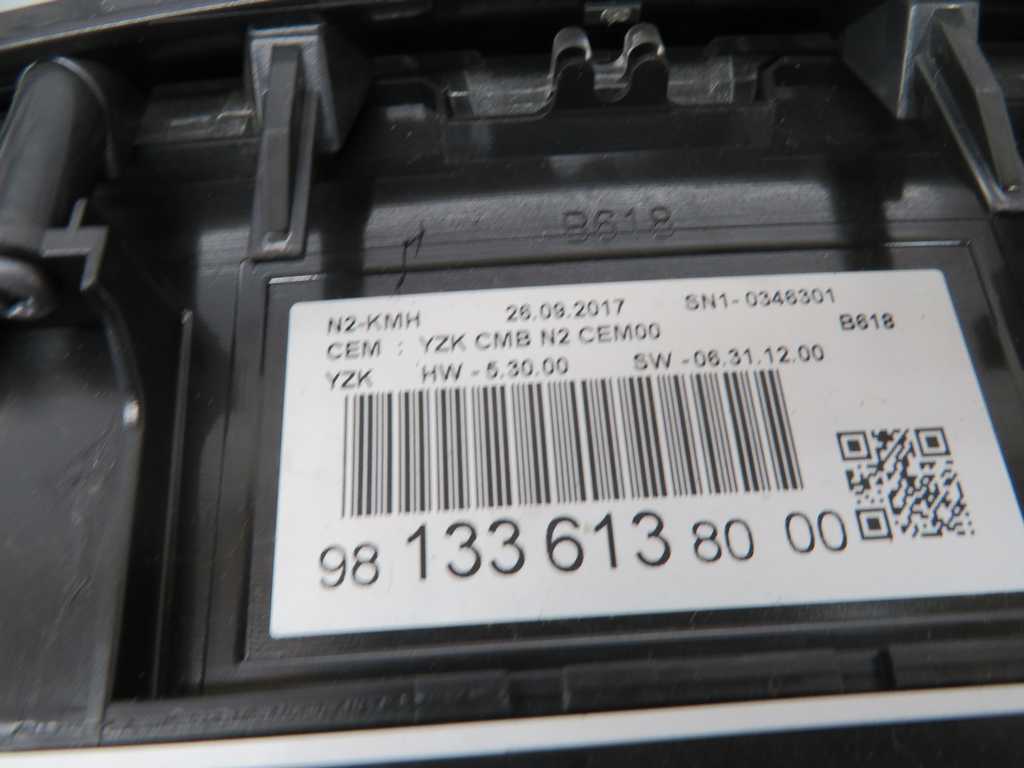 B618
N2-KMH 26.09.2017 SN1-0346301
CEM : YZK CMB N2 CEM00 B618
YZK HW-5.30.00 SW-06.31.12.00
98 133 613 80 00